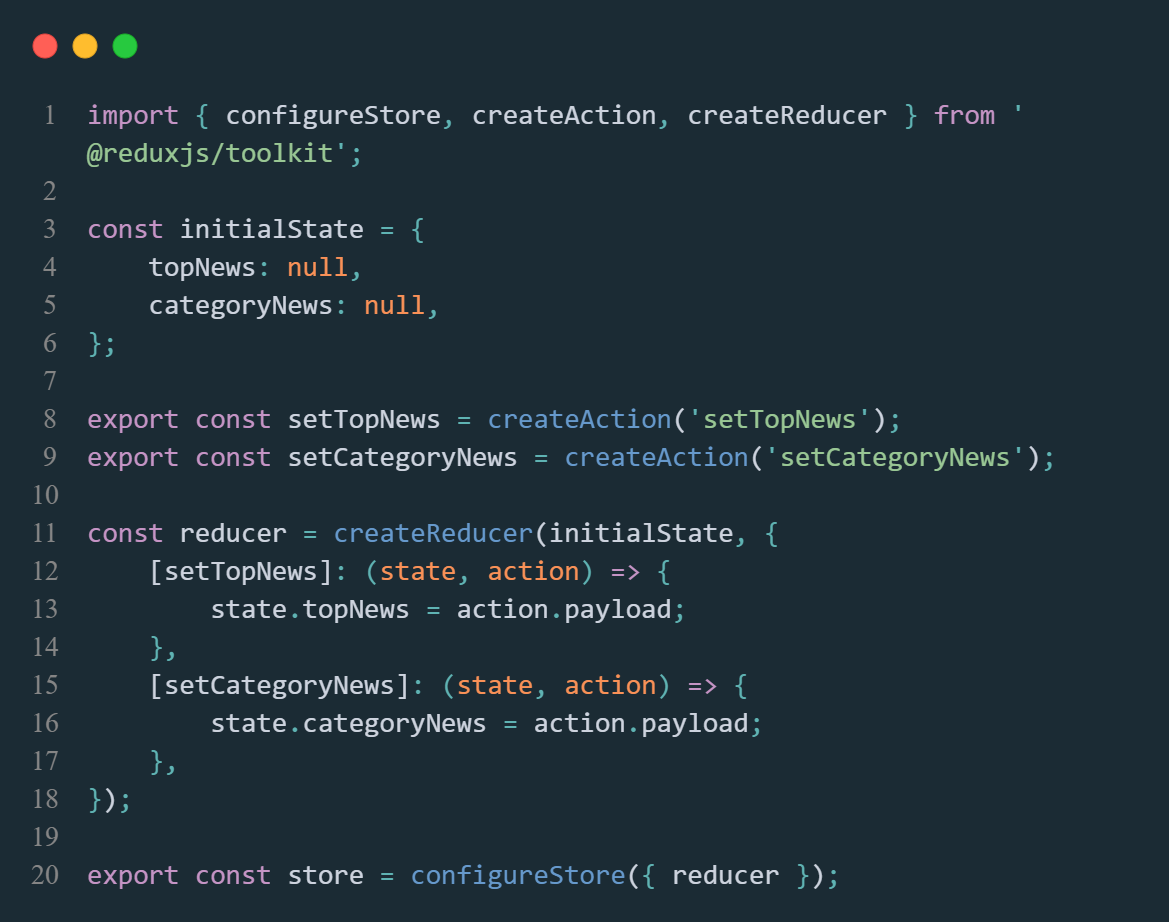 1 import { configureStore, createAction, createReducer } from '
@reduxjs/toolkit';
2
3 const initialState = {
4     topNews: null,
5     categoryNews: null,
6 };
7
8 export const setTopNews = createAction('setTopNews');
9 export const setCategoryNews = createAction('setCategoryNews');
10
11 const reducer = createReducer(initialState, {
12     [setTopNews]: (state, action) => {
13         state.topNews = action.payload;
14     },
15     [setCategoryNews]: (state, action) => {
16         state.categoryNews = action.payload;
17     },
18 });
19
20 export const store = configureStore({ reducer });